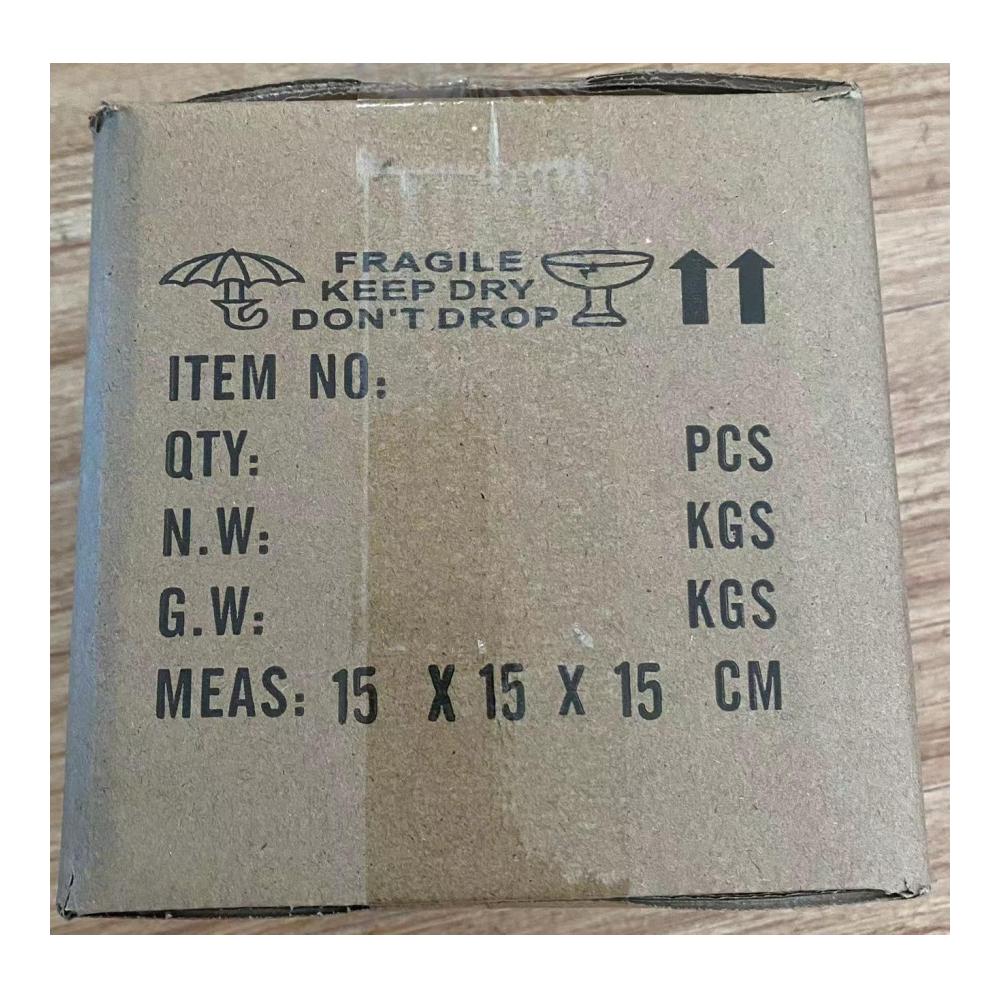 FRAGILE
KEEP DRY
DON'T DROP
ITEM NO:
QTY: PCS
N.W: KGS
G.W: KGS
MEAS: 15 X 15 X 15 CM